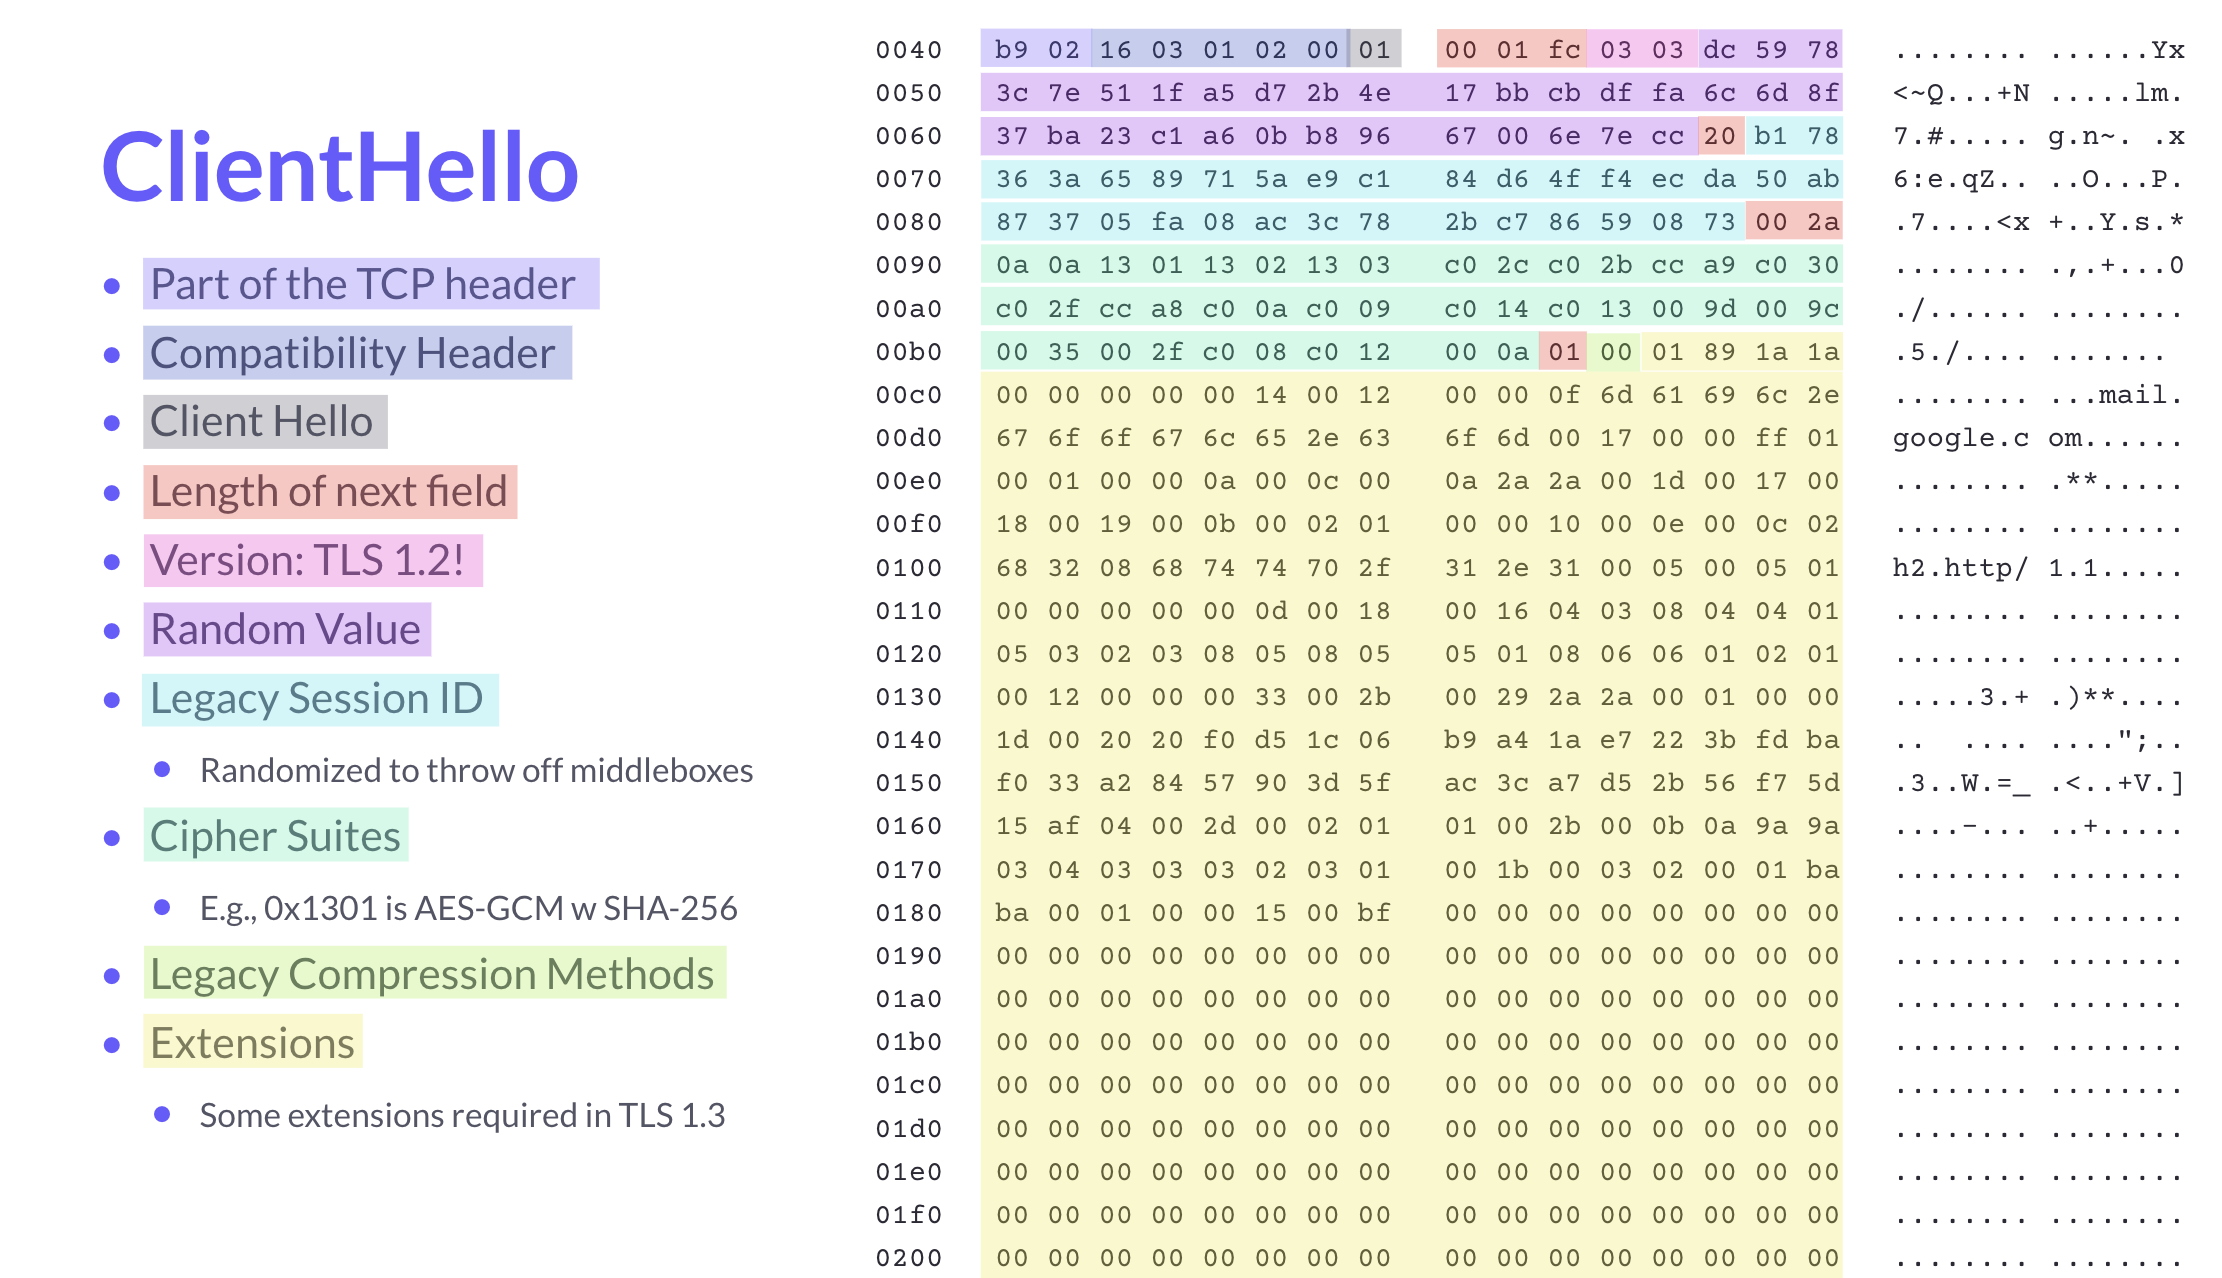 ClientHello
• Part of the TCP header
• Compatibility Header
• Client Hello
• Length of next field
• Version: TLS 1.2!
• Random Value
• Legacy Session ID
• Randomized to throw off middleboxes
• Cipher Suites
• E.g., 0x1301 is AES-GCM w SHA-256
• Legacy Compression Methods
• Extensions
• Some extensions required in TLS 1.3
0040 b9 02 16 03 01 02 00 01 00 01 fc 03 03 dc 59 78 ........ ......Yx
0050 3c 7e 51 1f a5 d7 2b 4e 17 bb cb df fa 6c 6d 8f <~Q...+N .....lm.
0060 37 ba 23 c1 a6 0b b8 96 67 00 6e 7e cc 20 b1 78 7.#..... g.n~. .x
0070 36 3a 65 89 71 5a e9 c1 84 d6 4f f4 ec da 50 ab 6:e.qZ.. ..O...P.
0080 87 37 05 fa 08 ac 3c 78 2b c7 86 59 08 73 00 2a .7....<x +..Y.s.*
0090 0a 0a 13 01 13 02 13 03 c0 2c c0 2b cc a9 c0 30 ........ .,.+...0
00a0 c0 2f cc a8 c0 0a c0 09 c0 14 c0 13 00 9d 00 9c ./...... ........
00b0 00 35 00 2f c0 08 c0 12 00 0a 01 00 01 89 1a 1a .5./.... .......
00c0 00 00 00 00 00 14 00 12 00 00 0f 6d 61 69 6c 2e ........ ...mail.
00d0 67 6f 6f 67 6c 65 2e 63 6f 6d 00 17 00 00 ff 01 google.c om......
00e0 00 01 00 00 0a 00 0c 00 0a 2a 2a 00 1d 00 17 00 ........ .**.....
00f0 18 00 19 00 0b 00 02 01 00 00 10 00 0e 00 0c 02 ........ ........
0100 68 32 08 68 74 74 70 2f 31 2e 31 00 05 00 05 01 h2.http/ 1.1.....
0110 00 00 00 00 00 0d 00 18 00 16 04 03 08 04 04 01 ........ ........
0120 05 03 02 03 08 05 08 05 05 01 08 06 06 01 02 01 ........ ........
0130 00 12 00 00 00 33 00 2b 00 29 2a 2a 00 01 00 00 .....3.+ .)**....
0140 1d 00 20 20 f0 d5 1c 06 b9 a4 1a e7 22 3b fd ba ..  .... ....";..
0150 f0 33 a2 84 57 90 3d 5f ac 3c a7 d5 2b 56 f7 5d .3..W.=_ .<..+V.]
0160 15 af 04 00 2d 00 02 01 01 00 2b 00 0b 0a 9a 9a ....-... ..+.....
0170 03 04 03 03 03 02 03 01 00 1b 00 03 02 00 01 ba ........ ........
0180 ba 00 01 00 00 15 00 bf 00 00 00 00 00 00 00 00 ........ ........
0190 00 00 00 00 00 00 00 00 00 00 00 00 00 00 00 00 ........ ........
01a0 00 00 00 00 00 00 00 00 00 00 00 00 00 00 00 00 ........ ........
01b0 00 00 00 00 00 00 00 00 00 00 00 00 00 00 00 00 ........ ........
01c0 00 00 00 00 00 00 00 00 00 00 00 00 00 00 00 00 ........ ........
01d0 00 00 00 00 00 00 00 00 00 00 00 00 00 00 00 00 ........ ........
01e0 00 00 00 00 00 00 00 00 00 00 00 00 00 00 00 00 ........ ........
01f0 00 00 00 00 00 00 00 00 00 00 00 00 00 00 00 00 ........ ........
0200 00 00 00 00 00 00 00 00 00 00 00 00 00 00 00 00 ........ ........